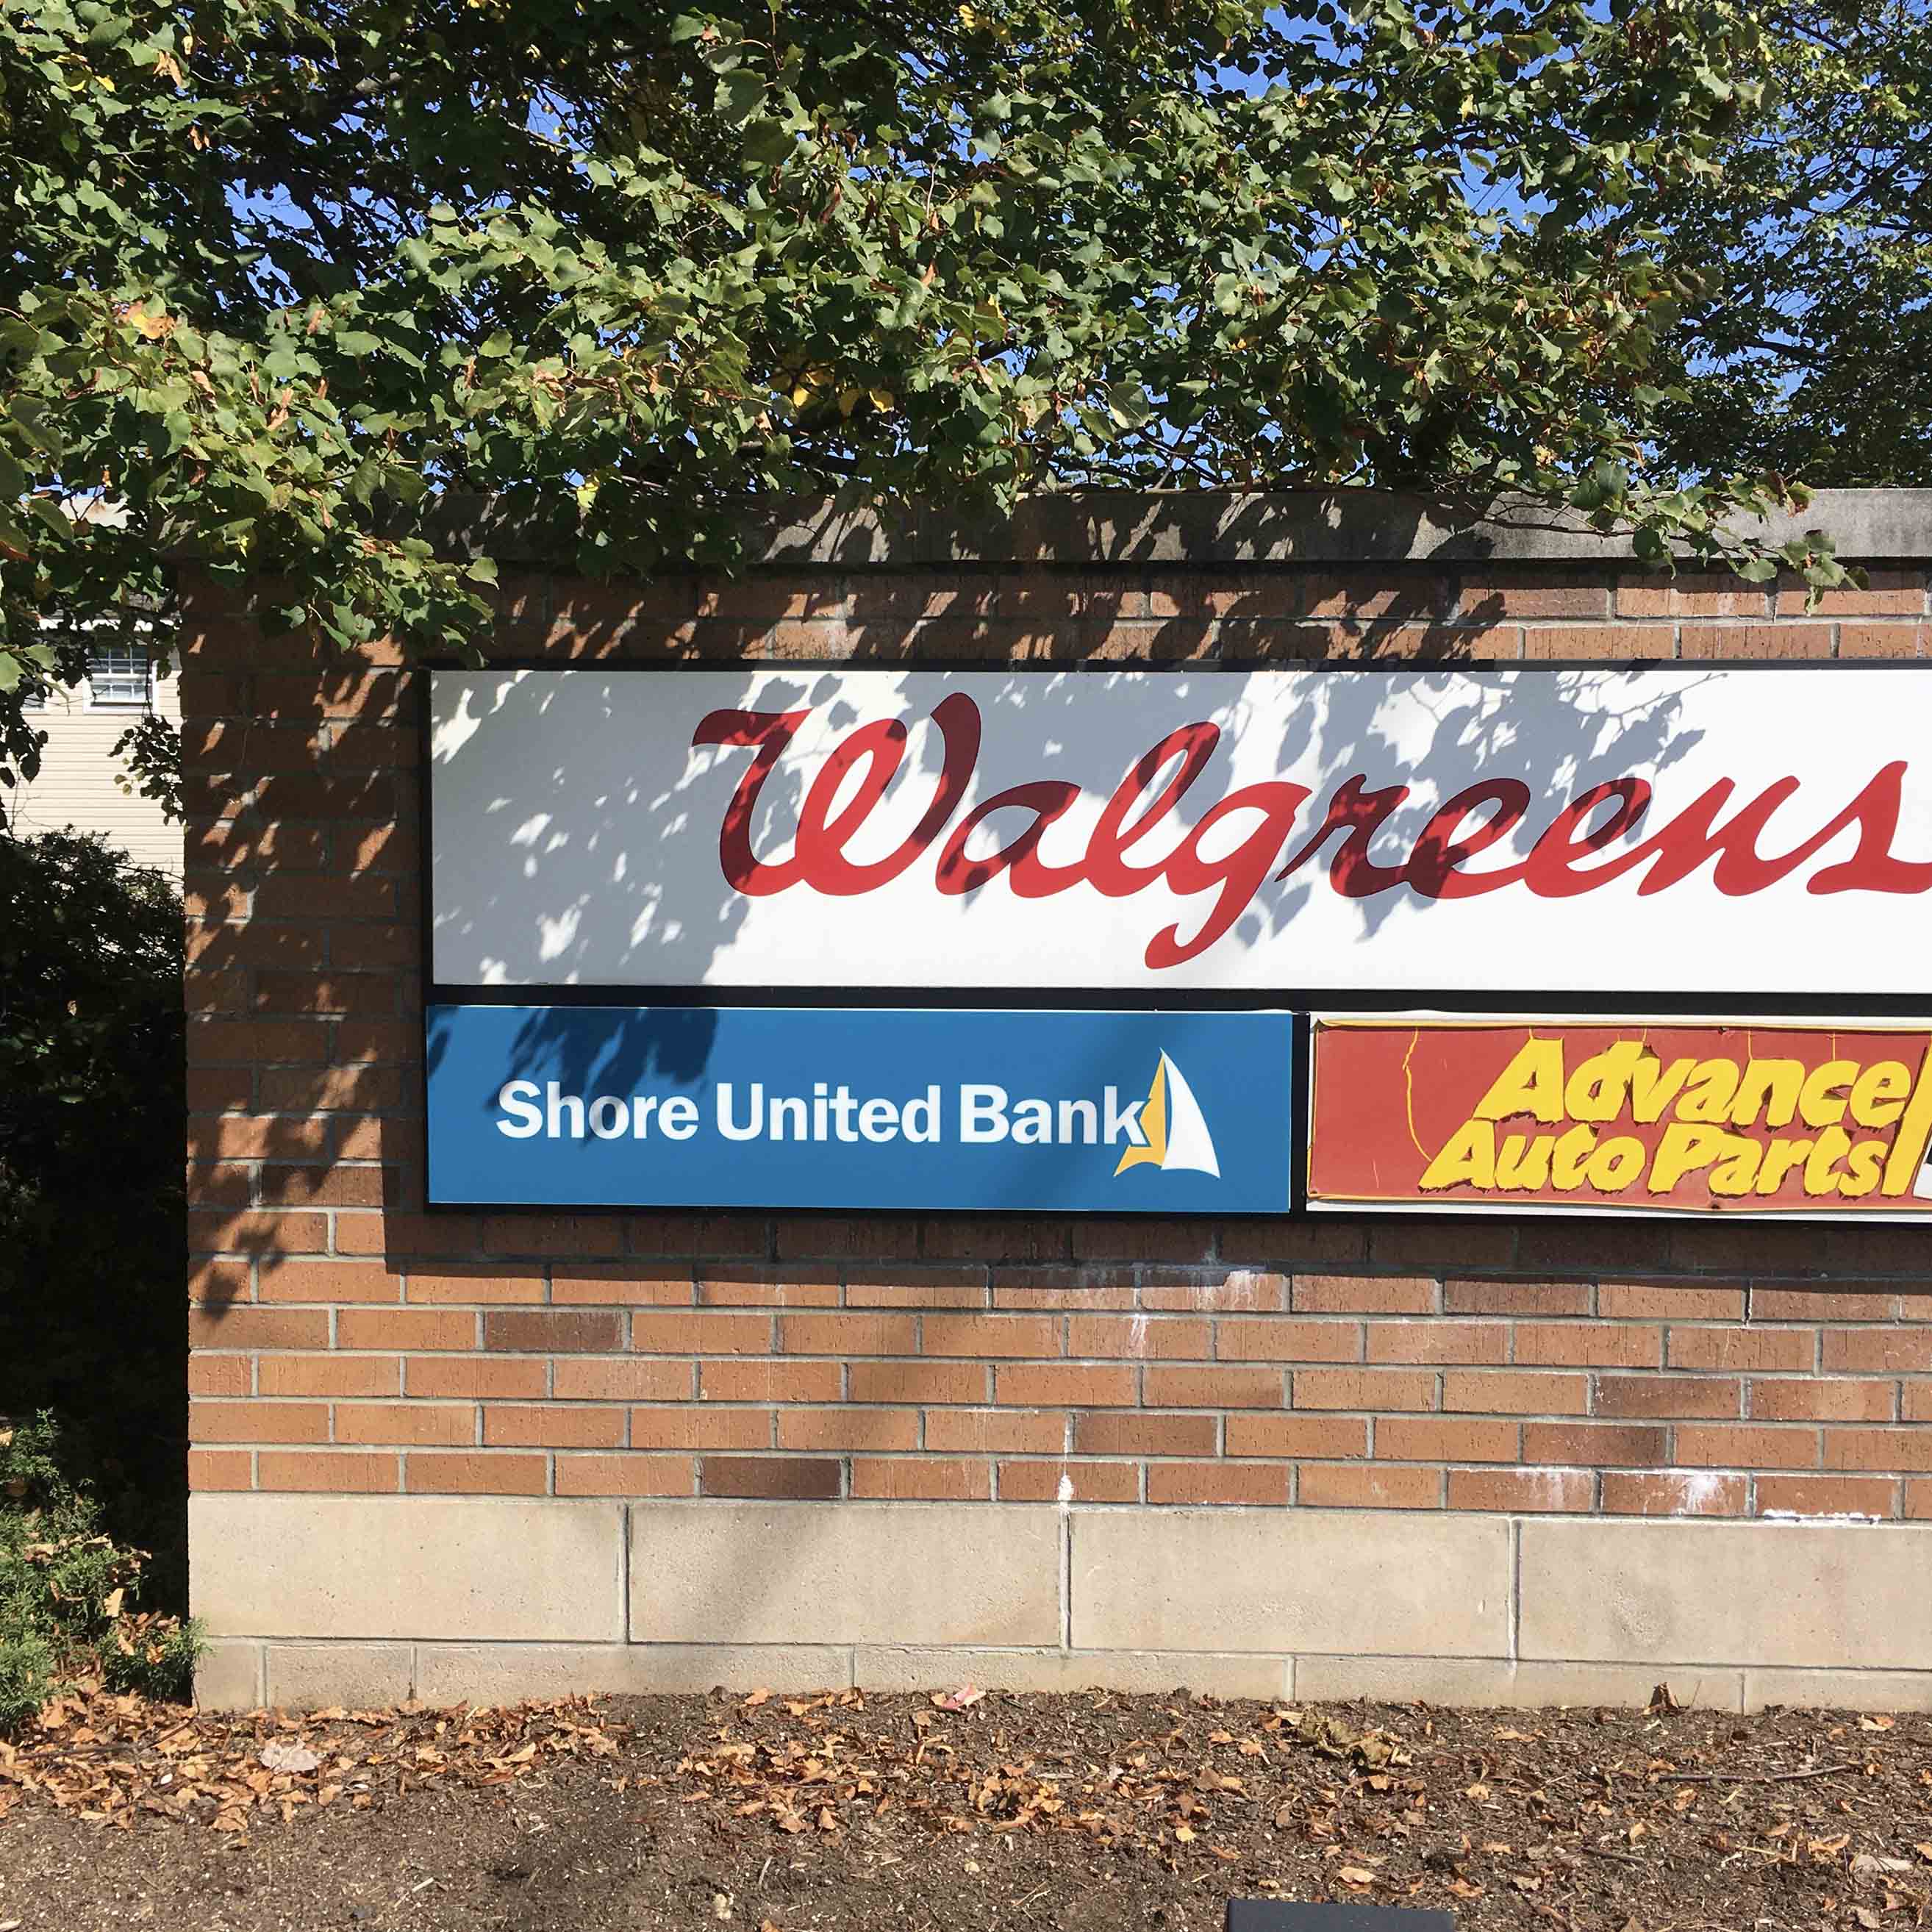 Walgreens
Shore United Bank
Advance
Auto Parts